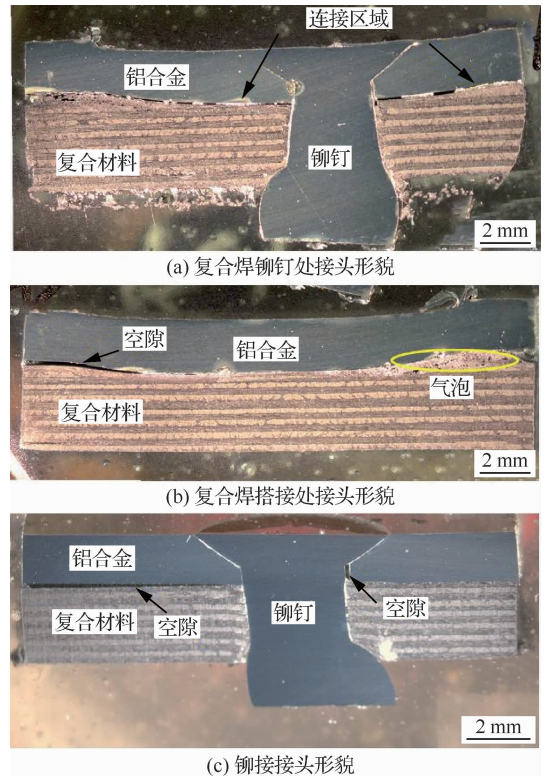 连接区域
铝合金
复合材料
铆钉
2 mm
(a) 复合焊铆钉处接头形貌
空隙
铝合金
气泡
复合材料
2 mm
(b) 复合焊搭接处接头形貌
铝合金
复合材料
空隙
铆钉
空隙
2 mm
(c) 铆接接头形貌